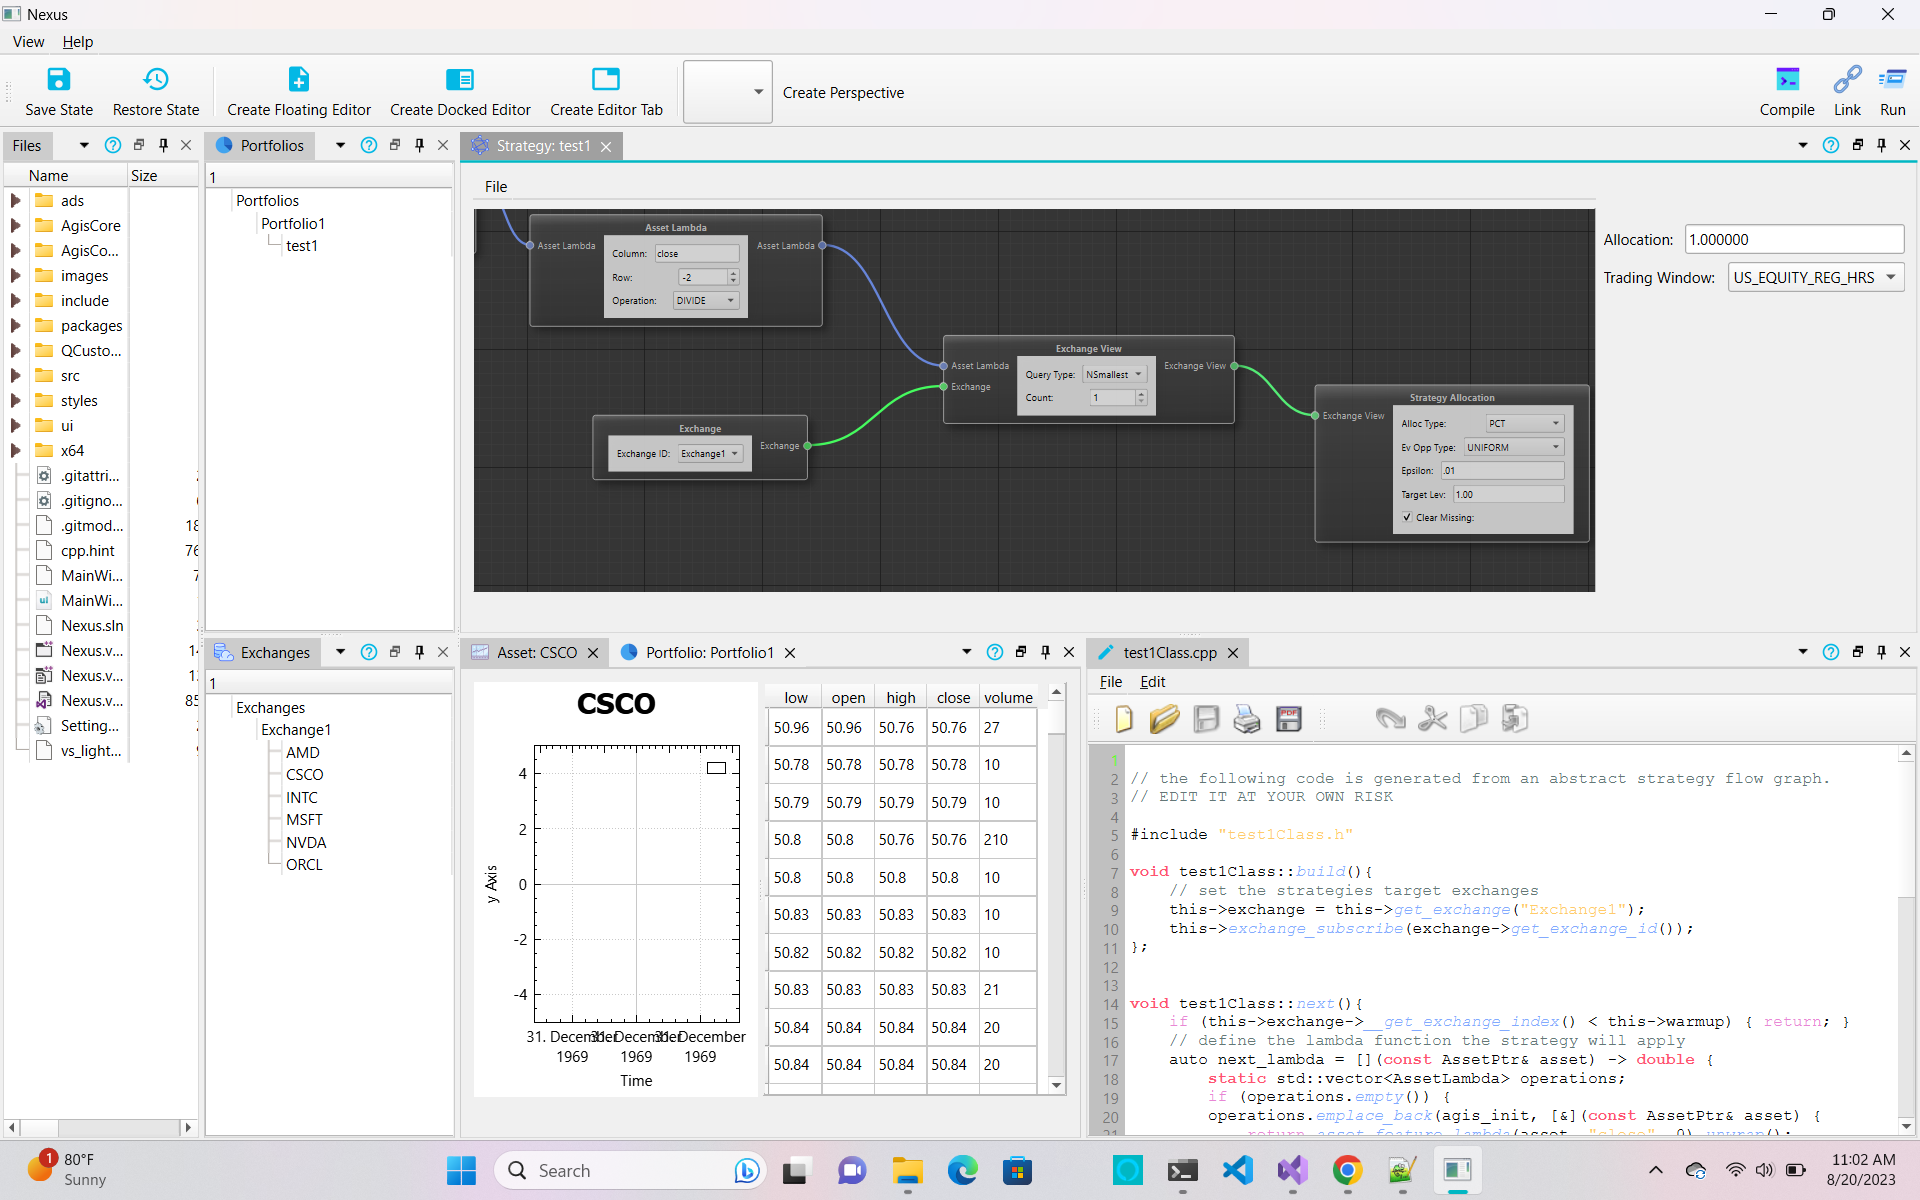 Nexus
View Help
Save State Restore State Create Floating Editor Create Docked Editor Create Editor Tab Create Perspective Compile Link Run
Files
Name Size
ads
AgisCore
AgisCo...
images
include
packages
QCusto...
src
styles
ui
x64
.gitattri...
.gitigno...
.gitmod... 18
cpp.hint 76
MainWi... 7
MainWi...
Nexus.sln
Nexus.v... 14
Nexus.v... 12
Nexus.v... 85
Setting...
vs_light...
Portfolios
1
Portfolios
Portfolio1
test1
Exchanges
1
Exchanges
Exchange1
AMD
CSCO
INTC
MSFT
NVDA
ORCL
Strategy: test1
File
Asset Lambda
Asset Lambda Asset Lambda
Column: close
Row: -2
Operation: DIVIDE
Exchange
Exchange ID: Exchange1
Exchange
Exchange View
Asset Lambda Exchange View
Exchange
Query Type: NSmallest
Count: 1
Strategy Allocation
Exchange View
Alloc Type: PCT
Ev Opp Type: UNIFORM
Epsilon: .01
Target Lev: 1.00
Clear Missing:
Allocation: 1.000000
Trading Window: US_EQUITY_REG_HRS
Asset: CSCO Portfolio: Portfolio1
CSCO
4
2
0
-2
-4
y Axis
31. December 31. December 31. December
1969 1969 1969
Time
low open high close volume
50.96 50.96 50.76 50.76 27
50.78 50.78 50.78 50.78 10
50.79 50.79 50.79 50.79 10
50.8 50.8 50.76 50.76 210
50.8 50.8 50.8 50.8 10
50.83 50.83 50.83 50.83 10
50.82 50.82 50.82 50.82 10
50.83 50.83 50.83 50.83 21
50.84 50.84 50.84 50.84 20
50.84 50.84 50.84 50.84 20
test1Class.cpp
File Edit
PDF
1
2 // the following code is generated from an abstract strategy flow graph.
3 // EDIT IT AT YOUR OWN RISK
4
5 #include "test1Class.h"
6
7 void test1Class::build(){
8 // set the strategies target exchanges
9 this->exchange = this->get_exchange("Exchange1");
10 this->exchange_subscribe(exchange->get_exchange_id());
11 };
12
13
14 void test1Class::next(){
15 if (this->exchange->__get_exchange_index() < this->warmup) { return; }
16 // define the lambda function the strategy will apply
17 auto next_lambda = [](const AssetPtr& asset) -> double {
18 static std::vector<AssetLambda> operations;
19 if (operations.empty()) {
20 operations.emplace_back(agis_init, [&](const AssetPtr& asset) {
21 return asset_feature_lambda(asset, "close", 0).unwrap();
1
80°F
Sunny
Search
11:02 AM
8/20/2023